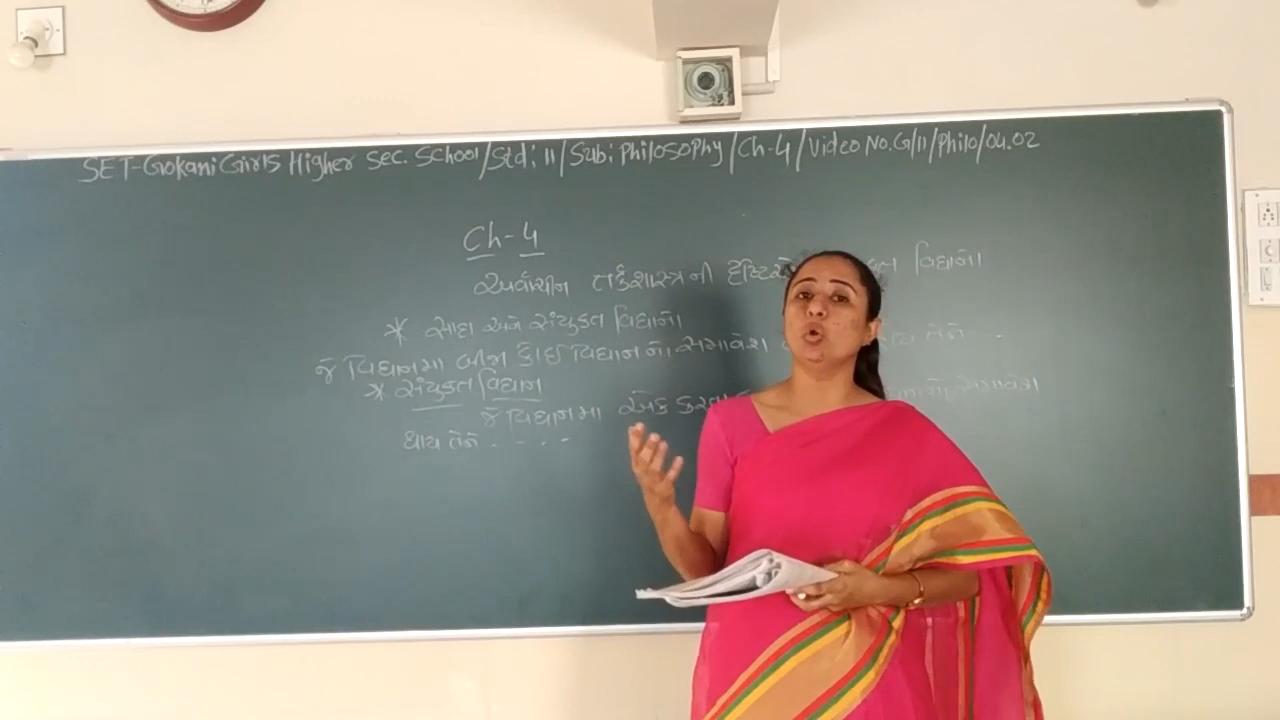 SET-Gokani Girls Higher Sec. School/Std: 11/Sub: Philosophy/Ch-4/Video No. G/11/Philo/04.02
Ch-4
અર્વાચીન તર્કશાસ્ત્રની વિધાનો
* સાદા અને સંયુક્ત વિધાનો
જે વિધાનમા બીજા કોઈ વિધાનનો સમાવેશ તેને
* સંયુક્ત વિધાન
જે વિધાનમા એક કરતા સમાવેશ
થાય તેને . - . -